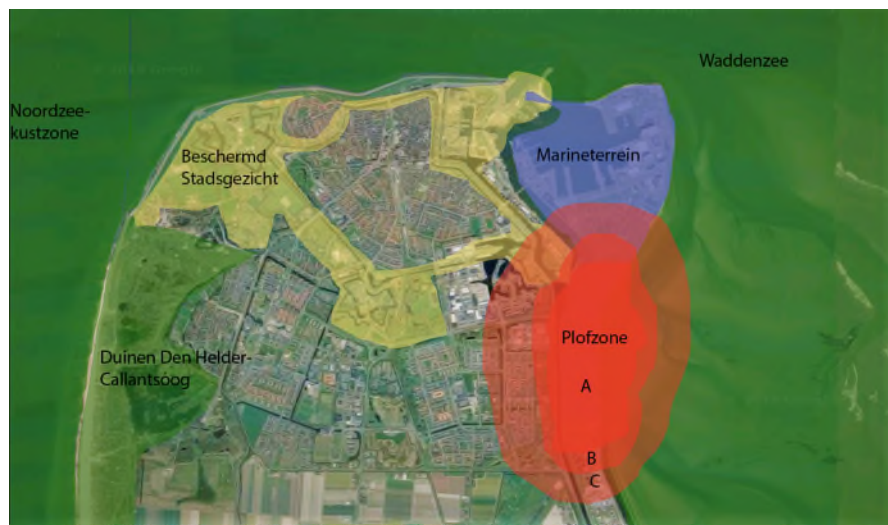 Waddenzee
Noordzee-
kustzone
Beschermd
Stadsgezicht
Marineterrein
Plofzone
Duinen Den Helder-
Callantsoog
A
B
C